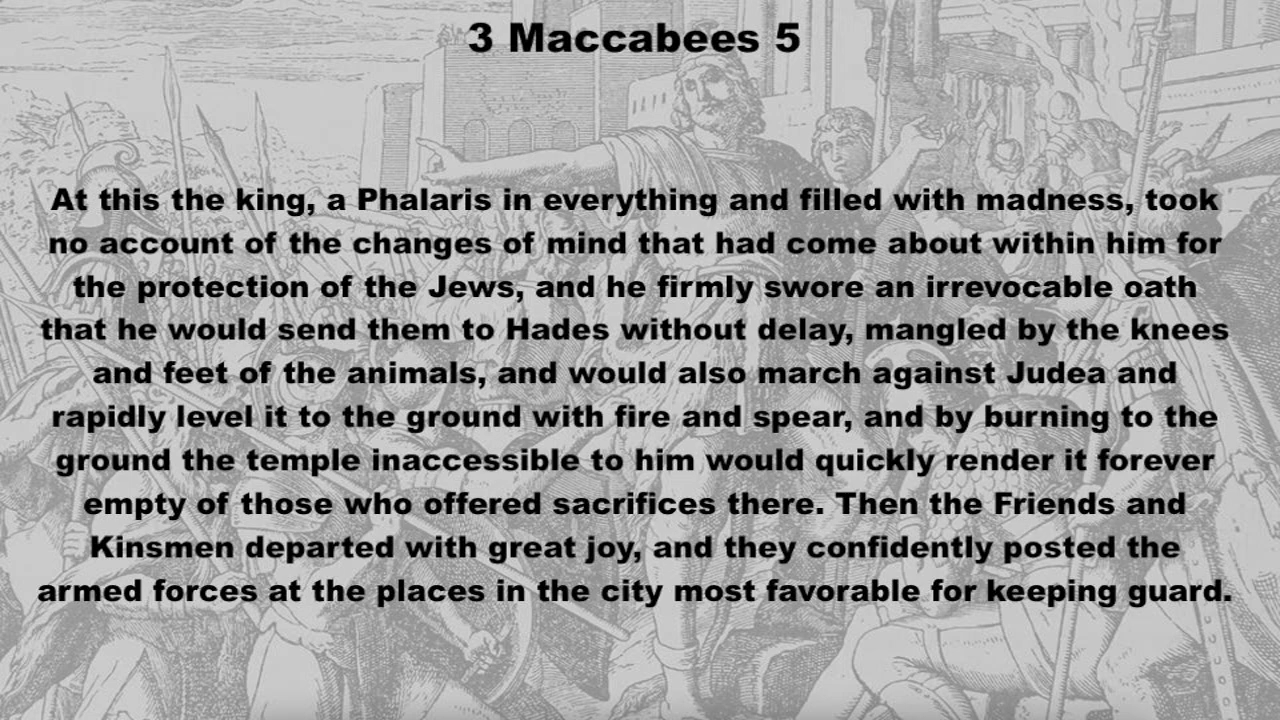 3 Maccabees 5
At this the king, a Phalaris in everything and filled with madness, took
no account of the changes of mind that had come about within him for
the protection of the Jews, and he firmly swore an irrevocable oath
that he would send them to Hades without delay, mangled by the knees
and feet of the animals, and would also march against Judea and
rapidly level it to the ground with fire and spear, and by burning to the
ground the temple inaccessible to him would quickly render it forever
empty of those who offered sacrifices there. Then the Friends and
Kinsmen departed with great joy, and they confidently posted the
armed forces at the places in the city most favorable for keeping guard.